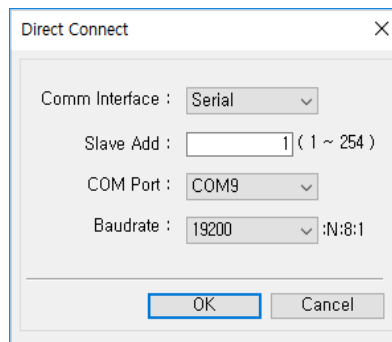 Direct Connect
Comm Interface : Serial
Slave Add : 1 ( 1 ~ 254 )
COM Port : COM9
Baudrate : 19200 :N:8:1
OK Cancel